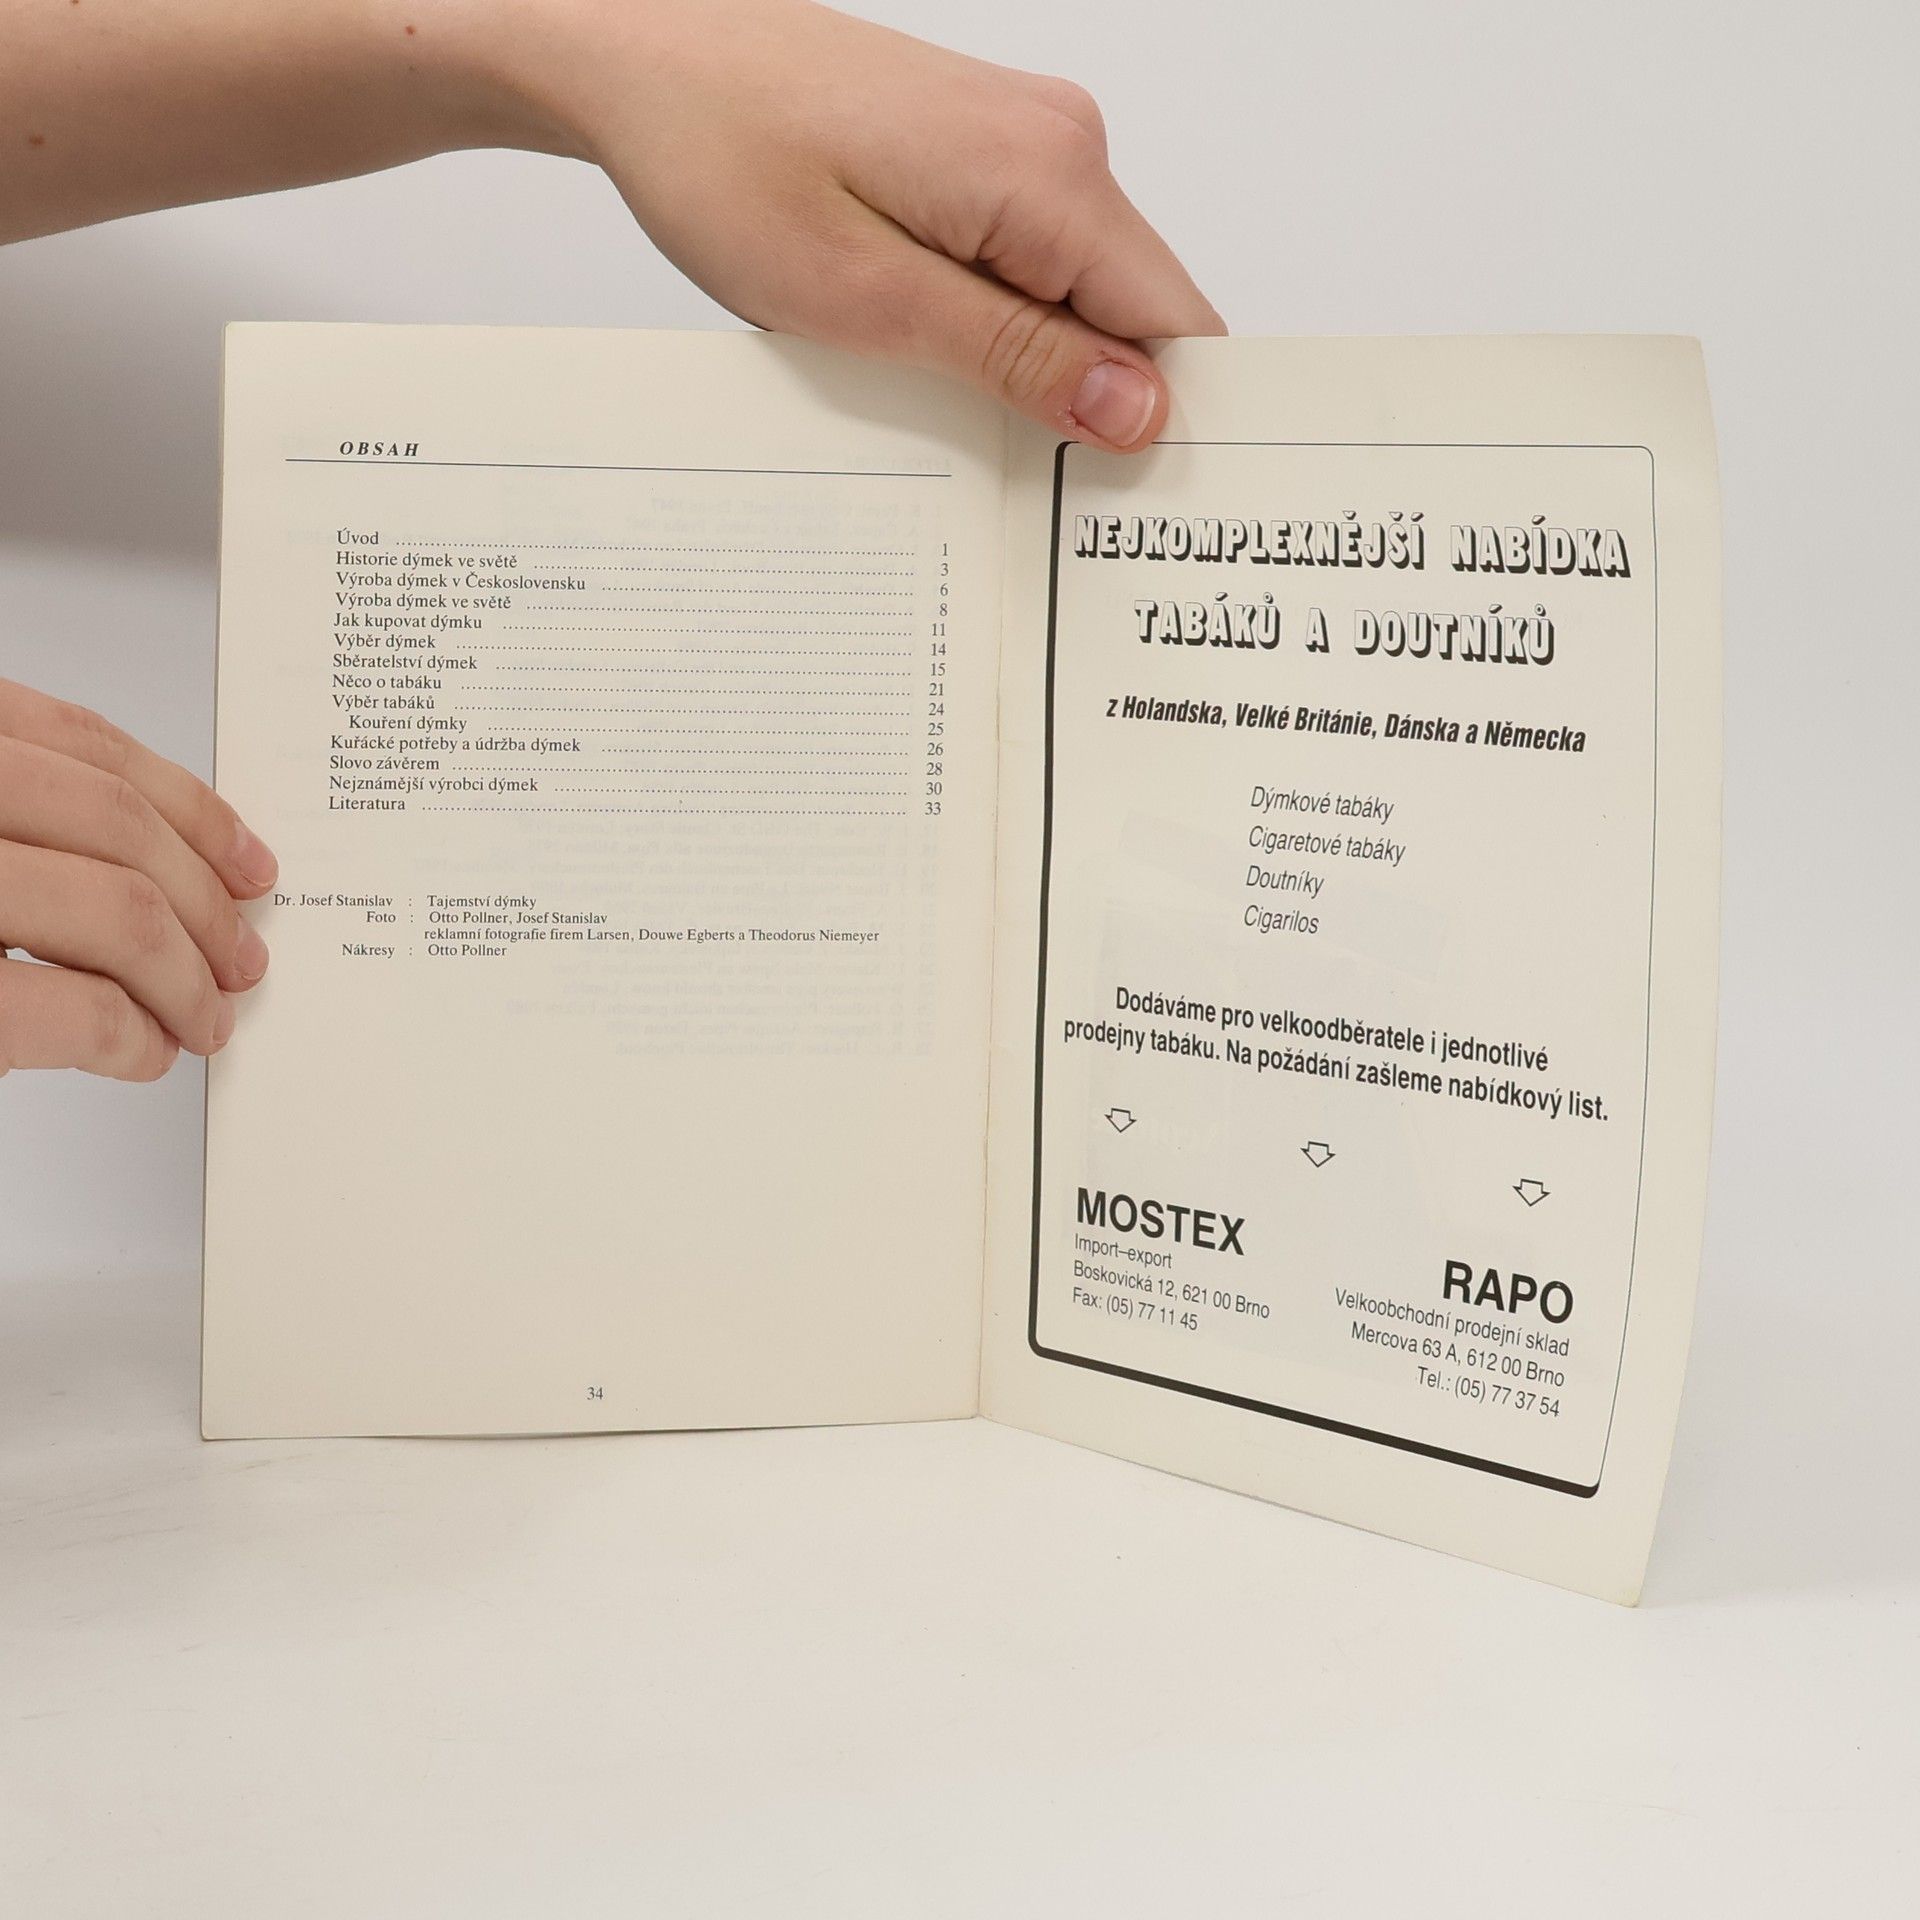 OBSAH
Úvod ........ 1
Historie dýmek ve světě ........ 3
Výroba dýmek v Československu ........ 6
Výroba dýmek ve světě ........ 8
Jak kupovat dýmku ........ 11
Výběr dýmek ........ 14
Sběratelství dýmek ........ 15
Něco o tabáku ........ 21
Výběr tabáků ........ 24
Kouření dýmky ........ 25
Kuřácké potřeby a údržba dýmek ........ 26
Slovo závěrem ........ 28
Nejznámější výrobci dýmek ........ 30
Literatura ........ 33
Dr. Josef Stanislav : Tajemství dýmky
Foto : Otto Pollner, Josef Stanislav
reklamní fotografie firem Larsen, Douwe Egberts a Theodorus Niemeyer
Nákresy : Otto Pollner
34
NEJKOMPLEXNĚJŠÍ NABÍDKA
TABÁKŮ A DOUTNÍKŮ
z Holandska, Velké Británie, Dánska a Německa
Dýmkové tabáky
Cigaretové tabáky
Doutníky
Cigarilos
Dodáváme pro velkoodběratele i jednotlivé
prodejny tabáku. Na požádání zašleme nabídkový list.
MOSTEX
Import–export
Boskovická 12, 621 00 Brno
Fax: (05) 77 11 45
RAPO
Velkoobchodní prodejní sklad
Mercova 63 A, 612 00 Brno
Tel.: (05) 77 37 54